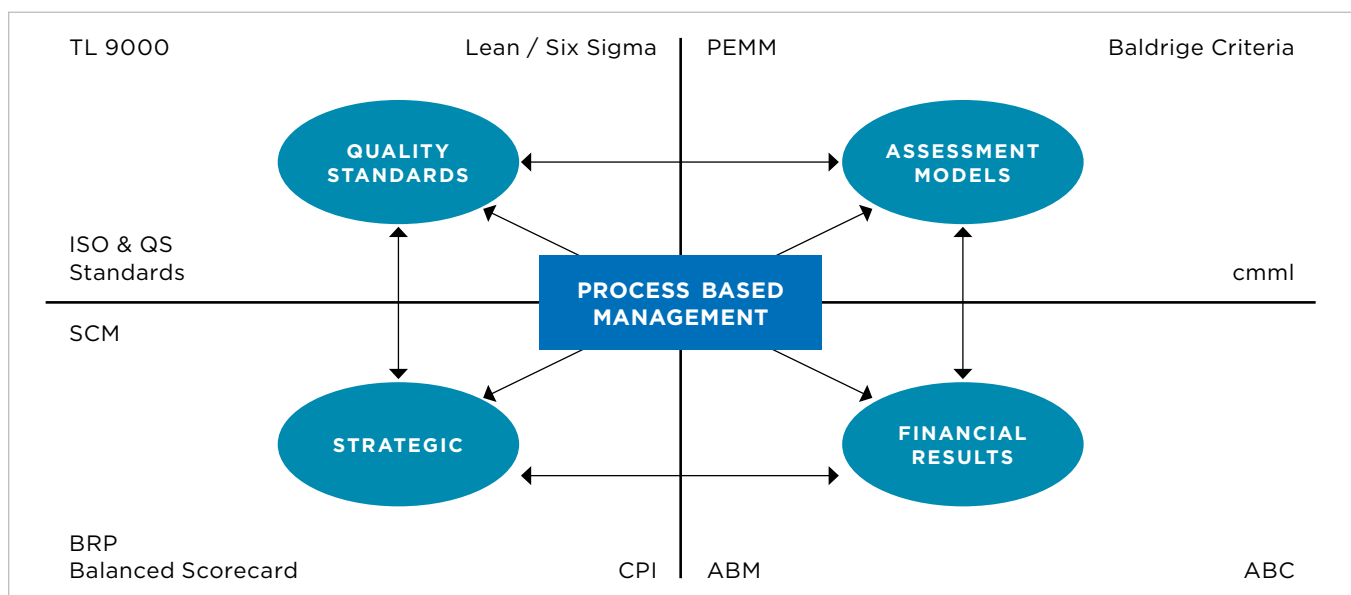 TL 9000
Lean / Six Sigma
PEMM
Baldrige Criteria
QUALITY
STANDARDS
ASSESSMENT
MODELS
ISO & QS
Standards
cmml
PROCESS BASED
MANAGEMENT
SCM
STRATEGIC
FINANCIAL
RESULTS
BRP
Balanced Scorecard
CPI
ABM
ABC